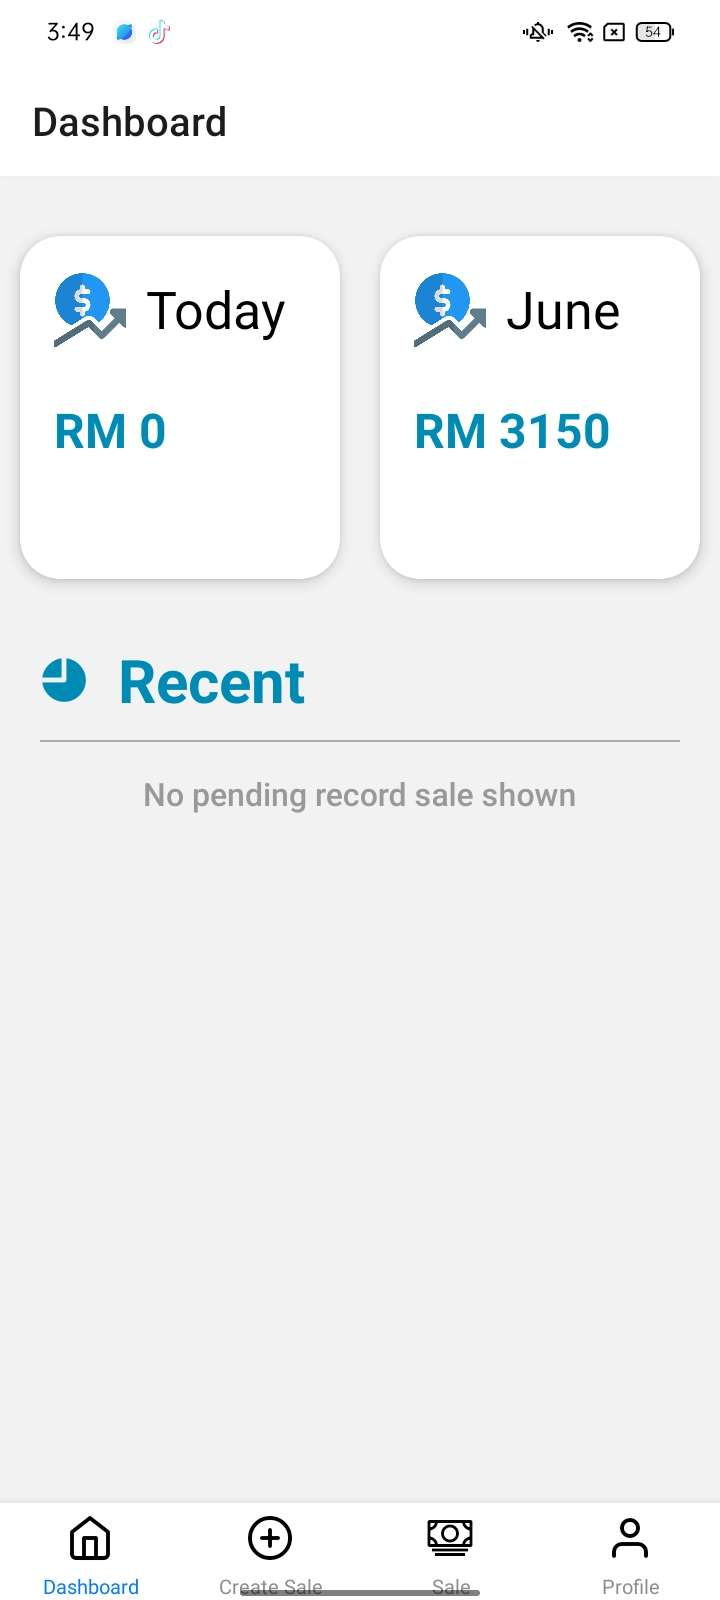 3:49
54
Dashboard
$ Today
$ June
RM 0
RM 3150
Recent
No pending record sale shown
Dashboard
Create Sale
Sale
Profile